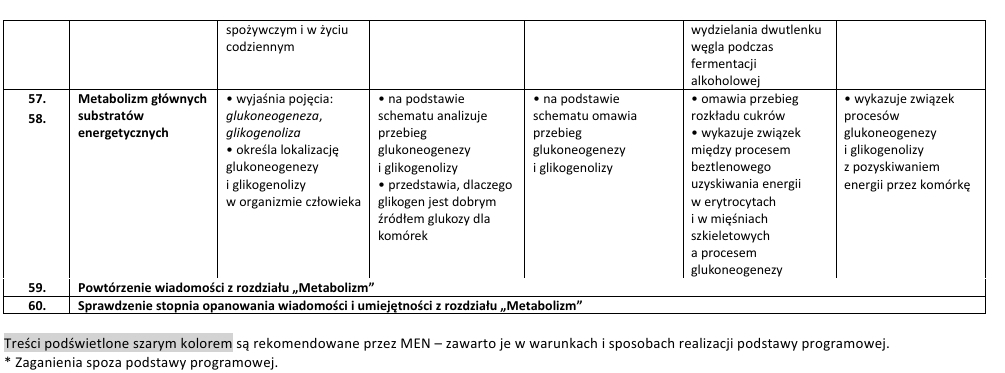 spożywczym i w życiu
codziennym
wydzielania dwutlenku
węgla podczas
fermentacji
alkoholowej
57.
58.
Metabolizm głównych
substratów
energetycznych
• wyjaśnia pojęcia:
glukoneogeneza,
glikogenoliza
• określa lokalizację
glukoneogenezy
i glikogenolizy
w organizmie człowieka
• na podstawie
schematu analizuje
przebieg
glukoneogenezy
i glikogenolizy
• przedstawia, dlaczego
glikogen jest dobrym
źródłem glukozy dla
komórek
• na podstawie
schematu omawia
przebieg
glukoneogenezy
i glikogenolizy
• omawia przebieg
rozkładu cukrów
• wykazuje związek
między procesem
beztlenowego
uzyskiwania energii
w erytrocytach
i w mięśniach
szkieletowych
a procesem
glukoneogenezy
• wykazuje związek
procesów
glukoneogenezy
i glikogenolizy
z pozyskiwaniem
energii przez komórkę
59. Powtórzenie wiadomości z rozdziału „Metabolizm”
60. Sprawdzenie stopnia opanowania wiadomości i umiejętności z rozdziału „Metabolizm”
Treści podświetlone szarym kolorem są rekomendowane przez MEN – zawarto je w warunkach i sposobach realizacji podstawy programowej.
* Zaganienia spoza podstawy programowej.